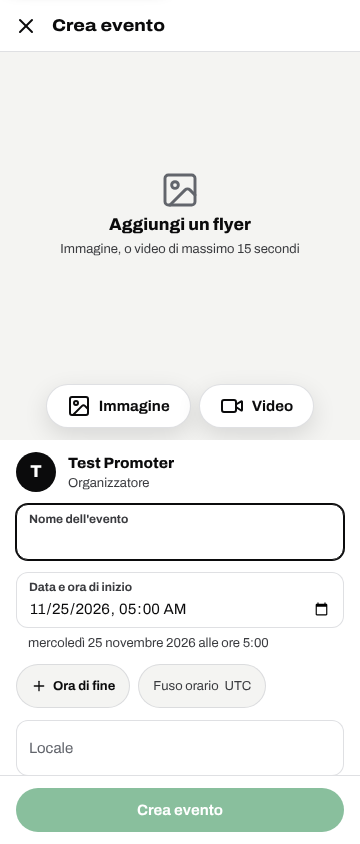 Crea evento
Aggiungi un flyer
Immagine, o video di massimo 15 secondi
Immagine
Video
T
Test Promoter
Organizzatore
Nome dell'evento
Data e ora di inizio
11/25/2026, 05:00 AM
mercoledì 25 novembre 2026 alle ore 5:00
+ Ora di fine
Fuso orario UTC
Locale
Crea evento